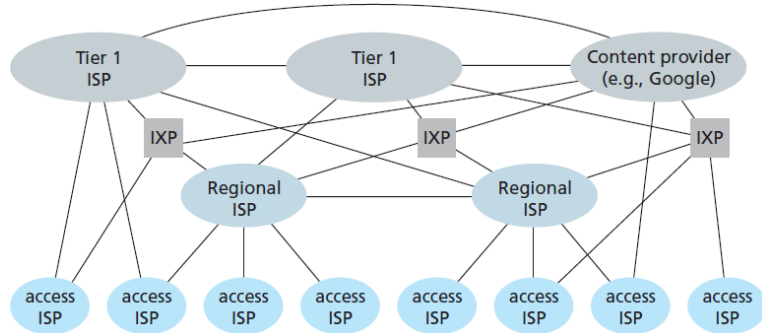 Tier 1
ISP
Tier 1
ISP
Content provider
(e.g., Google)
IXP
IXP
IXP
Regional
ISP
Regional
ISP
access
ISP
access
ISP
access
ISP
access
ISP
access
ISP
access
ISP
access
ISP
access
ISP